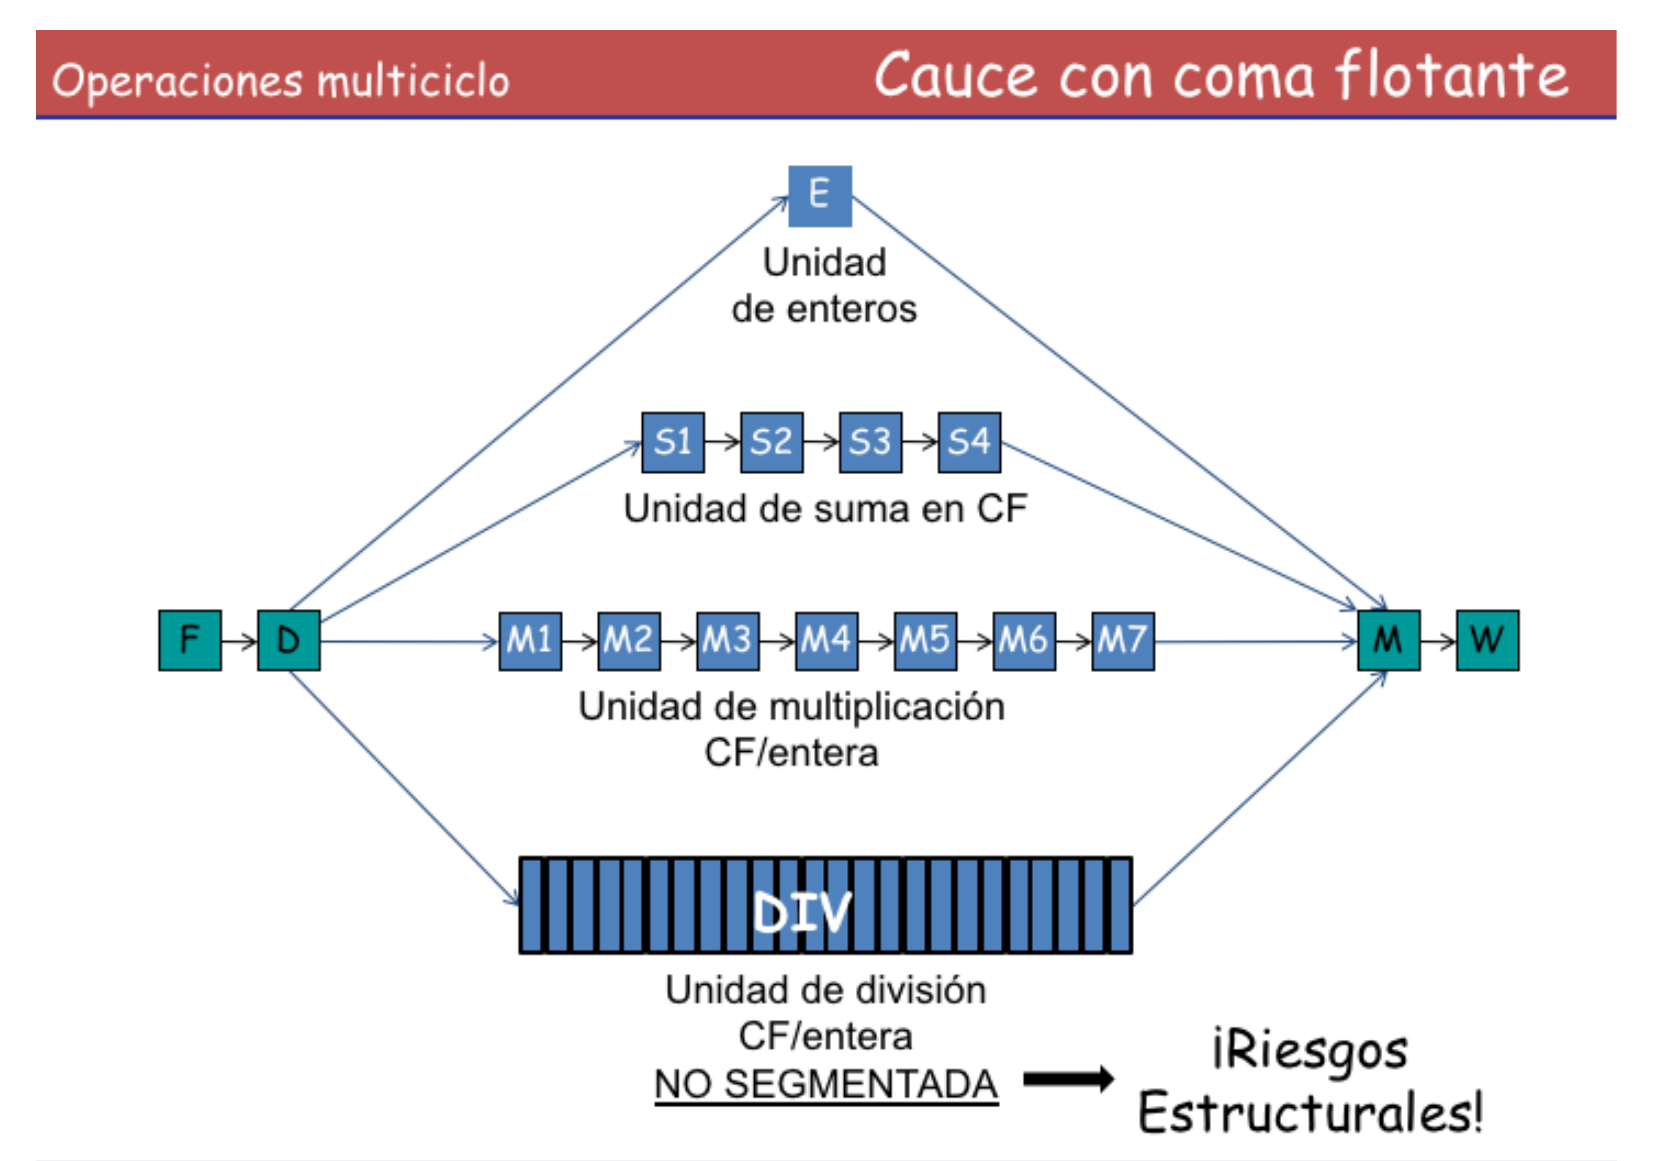 Operaciones multiciclo
Cauce con coma flotante
E
Unidad
de enteros
S1 S2 S3 S4
Unidad de suma en CF
F D M1 M2 M3 M4 M5 M6 M7 M W
Unidad de multiplicación
CF/entera
DIV
Unidad de división
CF/entera
NO SEGMENTADA
¡Riesgos
Estructurales!